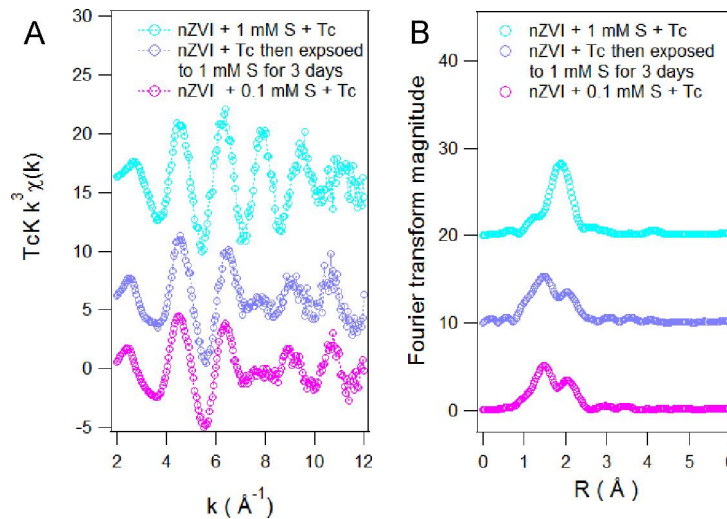 A
nZVI + 1 mM S + Tc
nZVI + Tc then expsoed
to 1 mM S for 3 days
nZVI + 0.1 mM S + Tc
30
25
20
15
10
5
0
-5
TcK k³ χ(k)
2 4 6 8 10 12
k ( Å⁻¹)
B
nZVI + 1 mM S + Tc
nZVI + Tc then exposed
to 1 mM S for 3 days
nZVI + 0.1 mM S + Tc
40
30
20
10
0
Fourier transform magnitude
0 1 2 3 4 5 6
R ( Å )